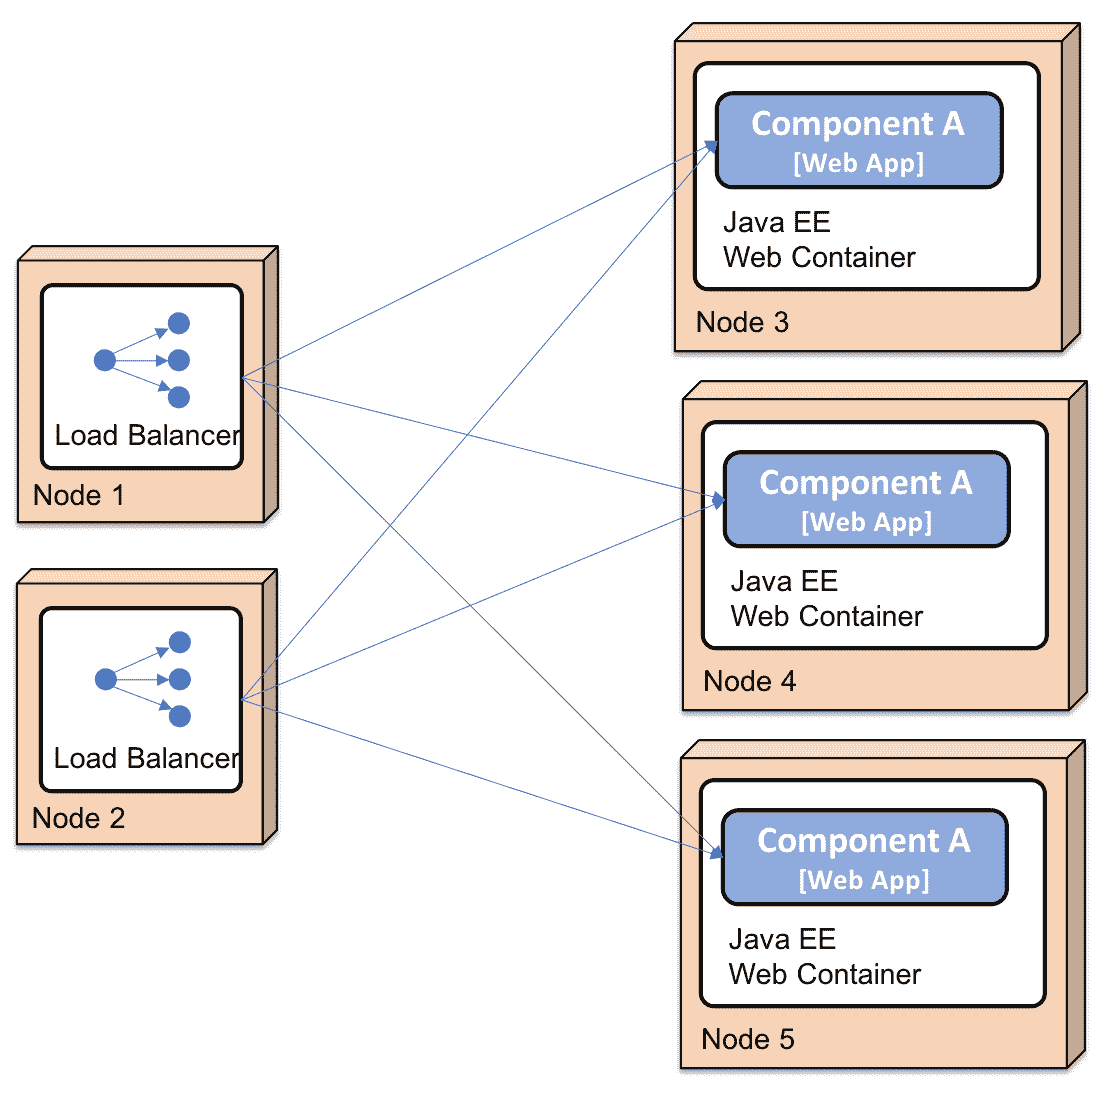 Load Balancer
Node 1
Load Balancer
Node 2
Component A
[Web App]
Java EE
Web Container
Node 3
Component A
[Web App]
Java EE
Web Container
Node 4
Component A
[Web App]
Java EE
Web Container
Node 5